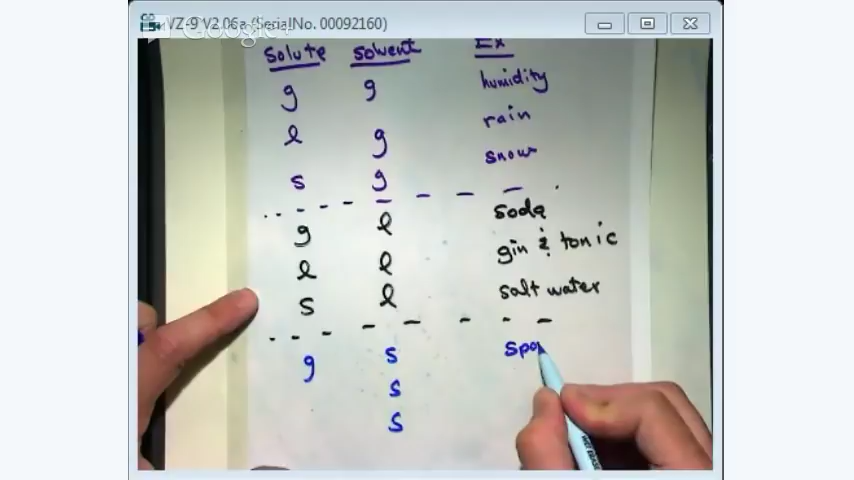 VZ-9 V2.06a (Serial No. 00092160)
Google+
Solute Solvent Ex
g g humidity
l g rain
s g snow
g l soda
g l l gin & tonic
s l salt water
g s spo
s
s